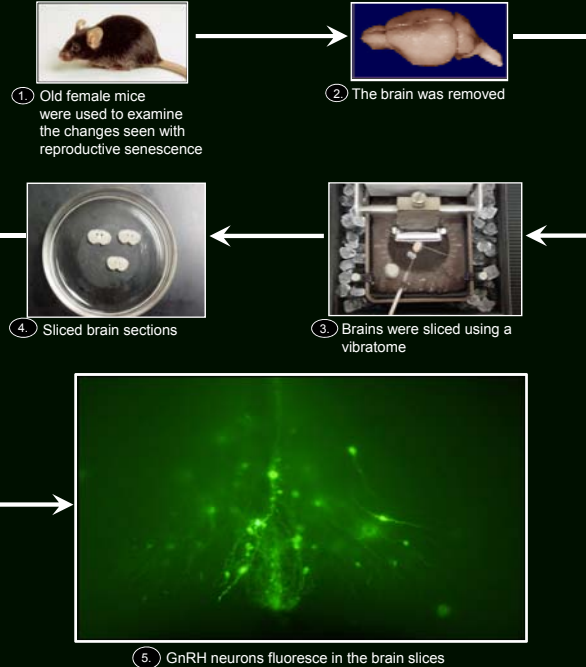 1. Old female mice
were used to examine
the changes seen with
reproductive senescence
2. The brain was removed
3. Brains were sliced using a
vibratome
4. Sliced brain sections
5. GnRH neurons fluoresce in the brain slices